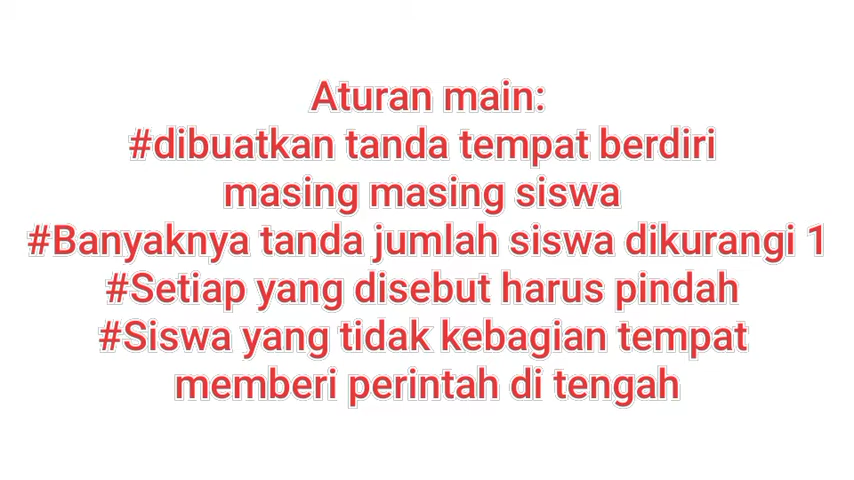 Aturan main:
#dibuatkan tanda tempat berdiri
masing masing siswa
#Banyaknya tanda jumlah siswa dikurangi 1
#Setiap yang disebut harus pindah
#Siswa yang tidak kebagian tempat
memberi perintah di tengah